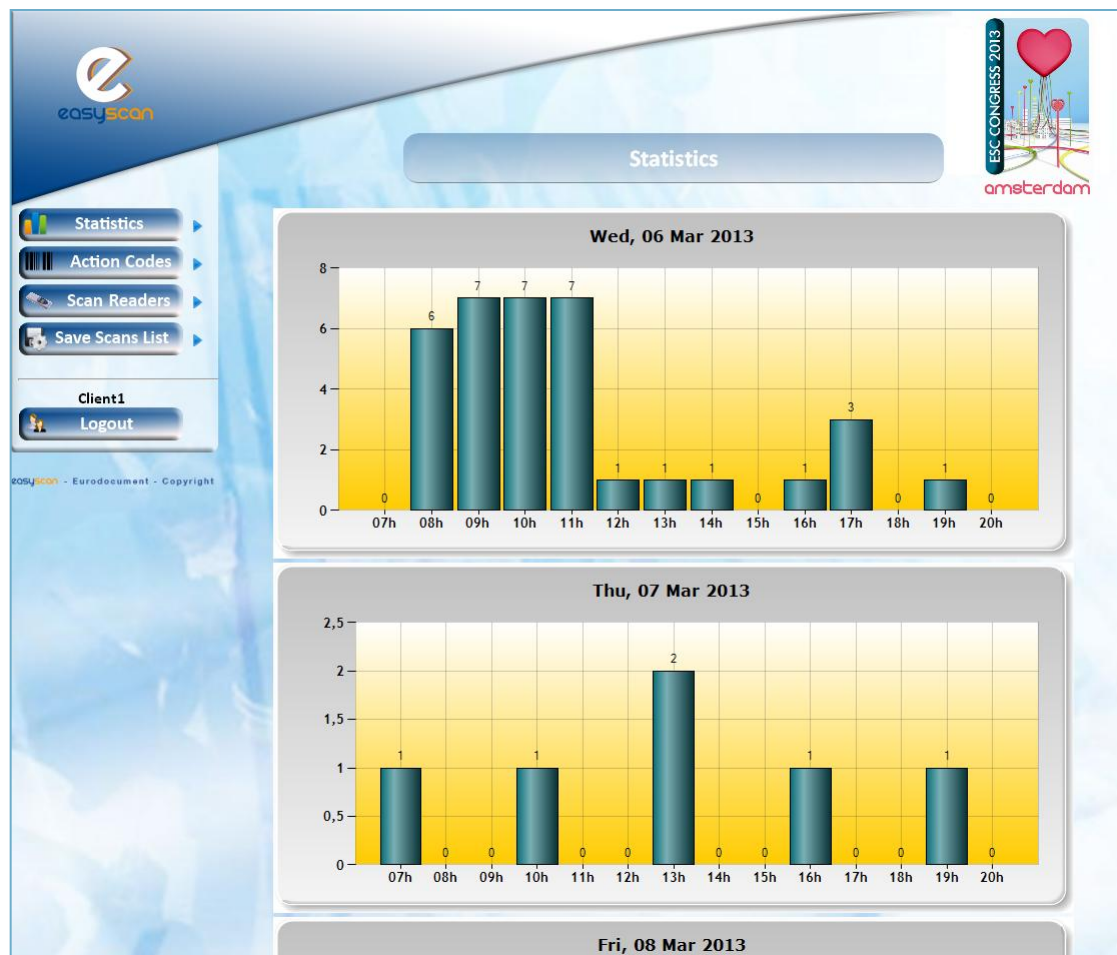 easyscan
ESC CONGRESS 2013
amsterdam
Statistics
Statistics
Action Codes
Scan Readers
Save Scans List
Client1
Logout
easyscan - Eurodocument - Copyright
Wed, 06 Mar 2013
8
6
4
2
0
0 6 7 7 7 1 1 1 0 1 3 0 1 0
07h 08h 09h 10h 11h 12h 13h 14h 15h 16h 17h 18h 19h 20h
Thu, 07 Mar 2013
2,5
2
1,5
1
0,5
0
1 0 0 1 0 0 2 0 0 1 0 0 1 0
07h 08h 09h 10h 11h 12h 13h 14h 15h 16h 17h 18h 19h 20h
Fri, 08 Mar 2013